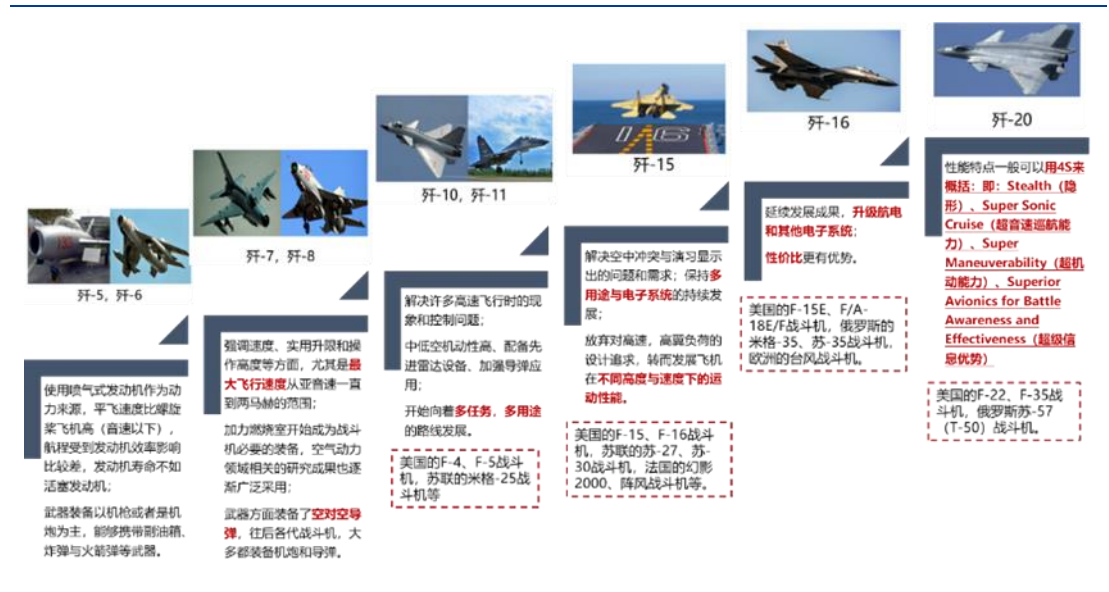 歼-5，歼-6
使用喷气式发动机作为动
力来源，平飞速度比螺旋
桨飞机高（音速以下），
航程受到发动机效率影响
比较差，发动机寿命不如
活塞发动机；
武器装备以机枪或者是机
炮为主，能够携带副油箱、
炸弹与火箭弹等武器。
歼-7，歼-8
强调速度、实用升限和操
作高度等方面，尤其是最
大飞行速度从亚音速一直
到两马赫的范围；
加力燃烧室开始成为战斗
机必要的装备，空气动力
领域相关的研究成果也逐
渐广泛采用；
武器方面装备了空对空导
弹，往后各代战斗机，大
多都装备机炮和导弹。
歼-10，歼-11
解决许多高速飞行时的现
象和控制问题；
中低空机动性高、配备先
进雷达设备、加强导弹应
用；
开始向着多任务，多用途
的路线发展。
美国的F-4、F-5战斗
机，苏联的米格-25战
斗机等
16
歼-15
解决空中冲突与演习显示
出的问题和需求；保持多
用途与电子系统的持续发
展；
放弃对高速，高翼负荷的
设计追求，转而发展飞机
在不同高度与速度下的运
动性能。
美国的F-15、F-16战斗
机，苏联的苏-27、苏-
30战斗机，法国的幻影
2000、阵风战斗机等。
歼-16
延续发展成果，升级航电
和其他电子系统；
性价比更有优势。
美国的F-15E、F/A-
18E/F战斗机，俄罗斯的
米格-35、苏-35战斗机，
欧洲的台风战斗机。
歼-20
性能特点一般可以用4S来
概括：即：Stealth（隐
形）、Super Sonic
Cruise（超音速巡航能
力）、Super
Maneuverability（超机
动能力）、Superior
Avionics for Battle
Awareness and
Effectiveness（超级信
息优势）
美国的F-22、F-35战
斗机，俄罗斯苏-57
（T-50）战斗机。